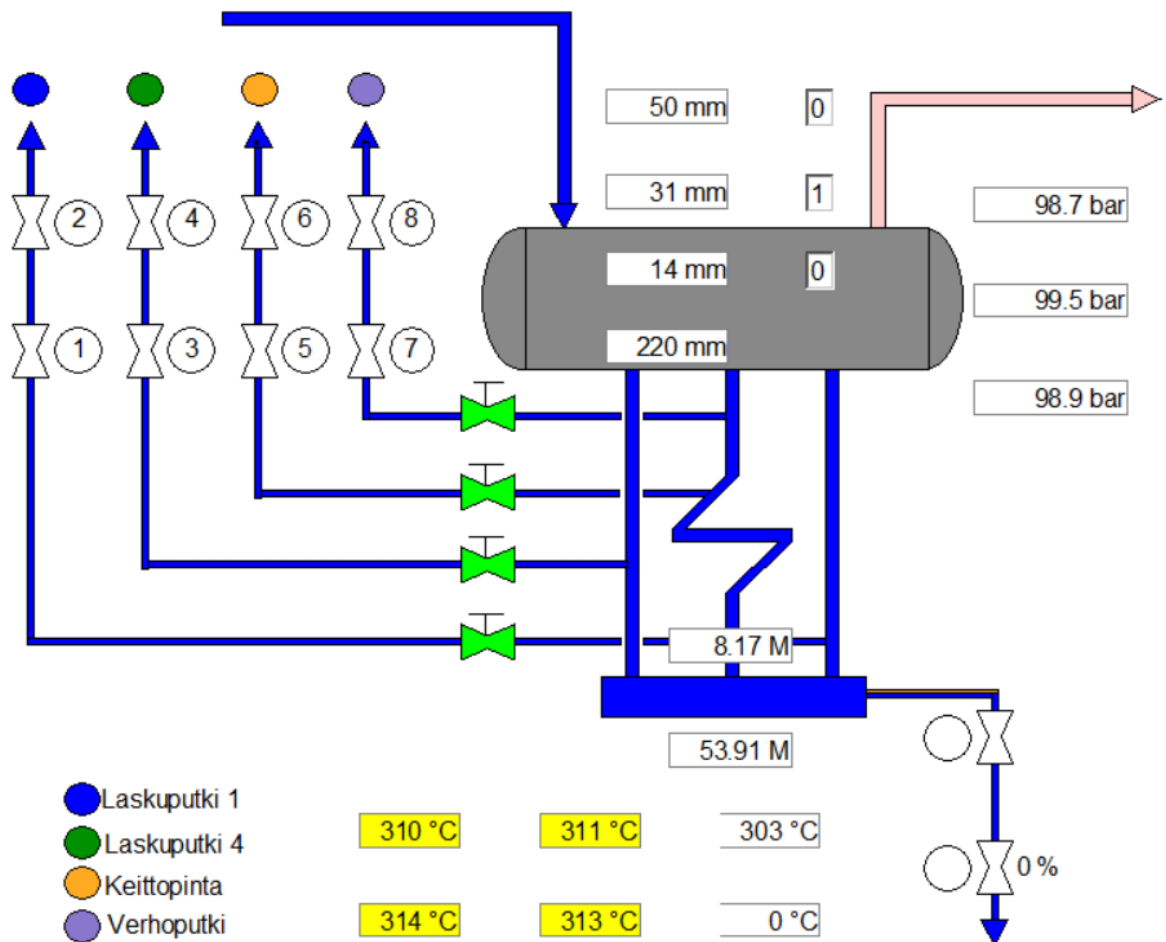 50 mm 0
31 mm 1
98.7 bar
2 4 6 8
14 mm 0
99.5 bar
1 3 5 7
220 mm
98.9 bar
8.17 M
53.91 M
Laskuputki 1
310 °C 311 °C 303 °C
Laskuputki 4
0 %
Keittopinta
Verhoputki
314 °C 313 °C 0 °C